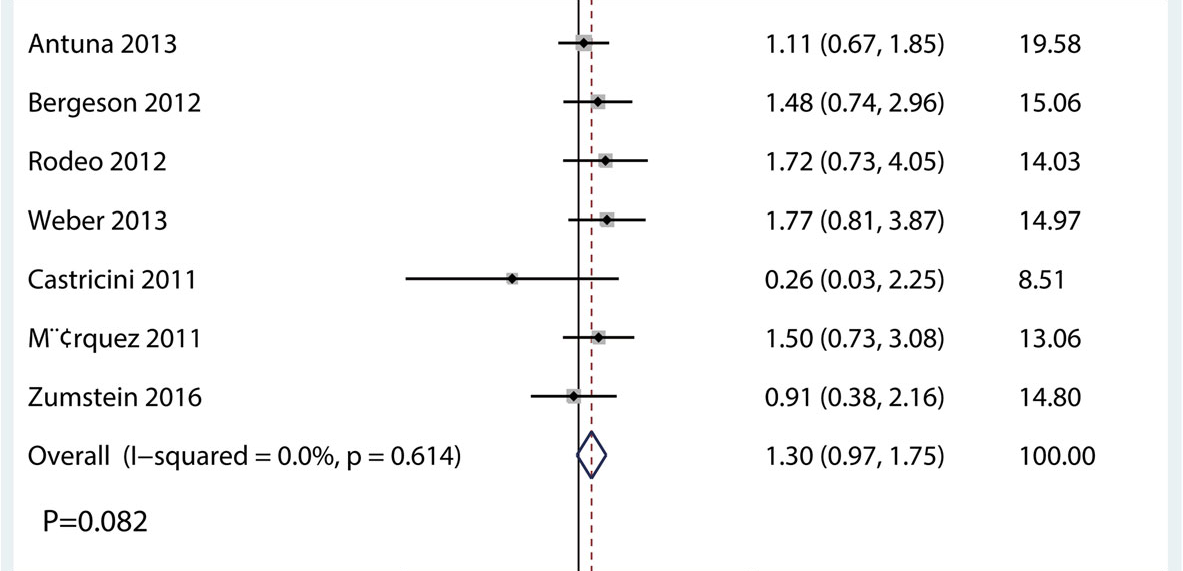 Antuna 2013 1.11 (0.67, 1.85) 19.58
Bergeson 2012 1.48 (0.74, 2.96) 15.06
Rodeo 2012 1.72 (0.73, 4.05) 14.03
Weber 2013 1.77 (0.81, 3.87) 14.97
Castricini 2011 0.26 (0.03, 2.25) 8.51
M¨¢rquez 2011 1.50 (0.73, 3.08) 13.06
Zumstein 2016 0.91 (0.38, 2.16) 14.80
Overall (I−squared = 0.0%, p = 0.614) 1.30 (0.97, 1.75) 100.00
P=0.082